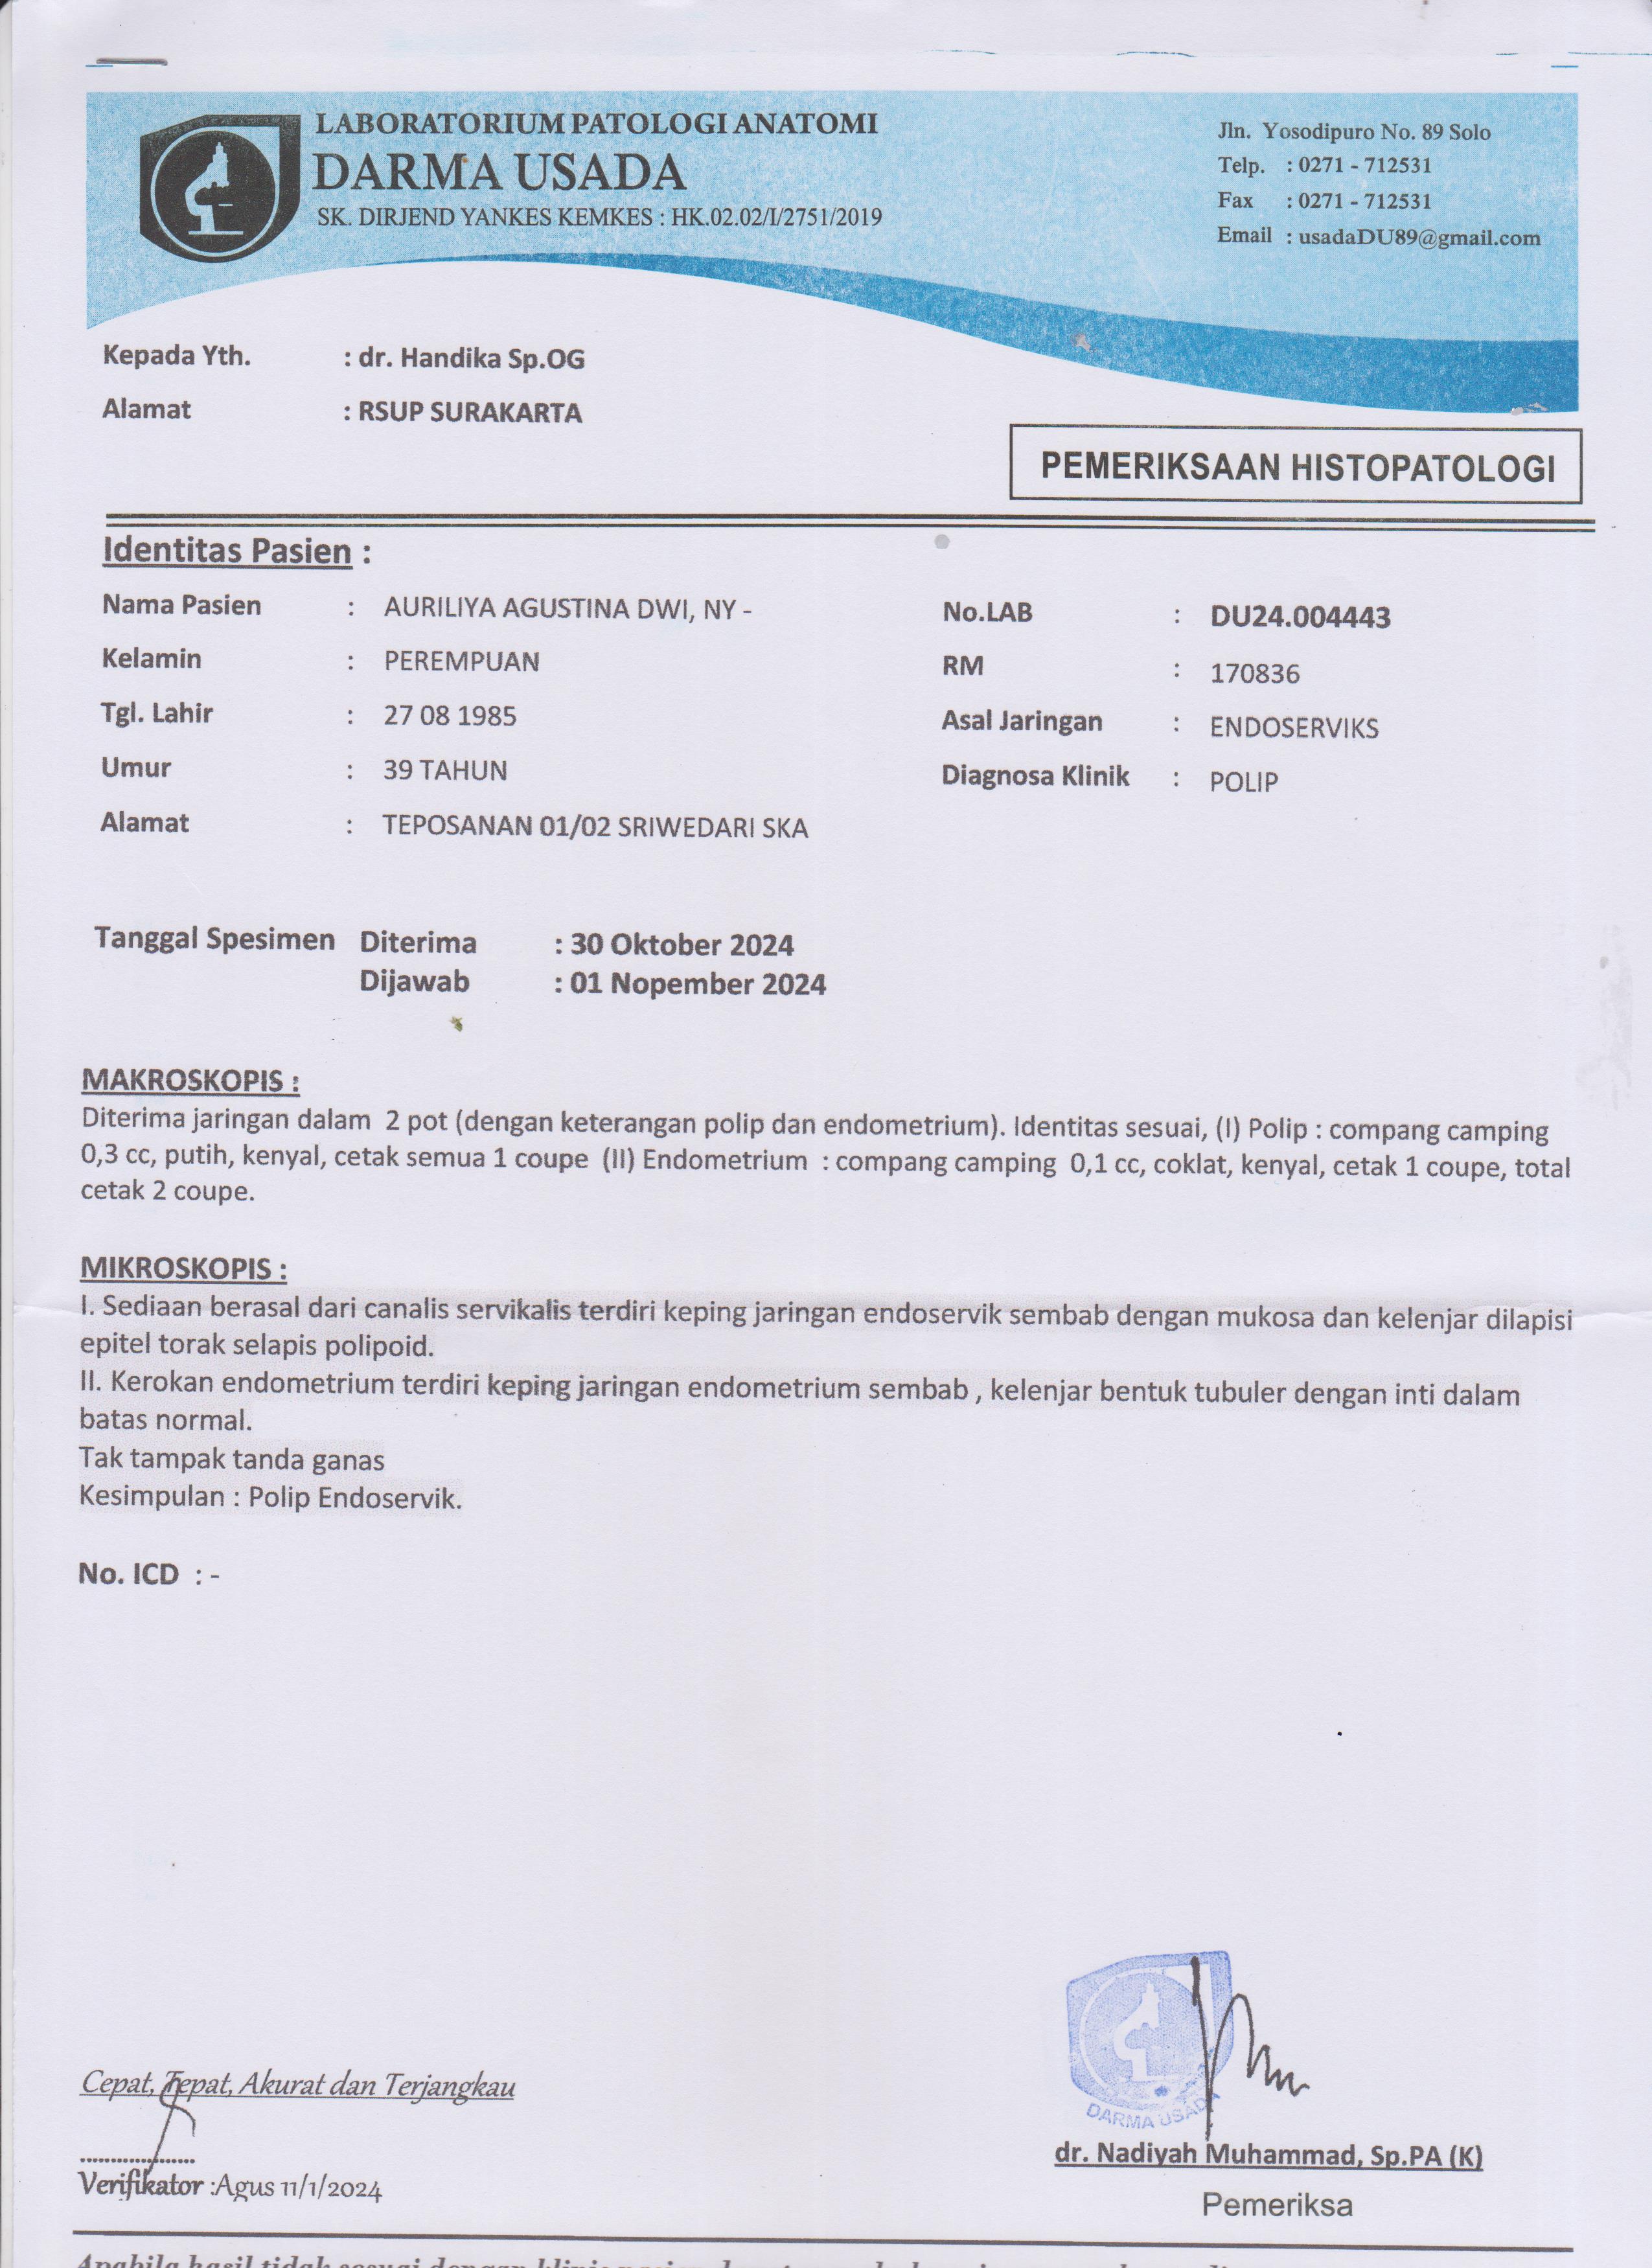 LABORATORIUM PATOLOGI ANATOMI
DARMA USADA
SK. DIRJEND YANKES KEMKES : HK.02.02/I/2751/2019
Jln. Yosodipuro No. 89 Solo
Telp. : 0271 - 712531
Fax : 0271 - 712531
Email : usadaDU89@gmail.com
Kepada Yth. : dr. Handika Sp.OG
Alamat : RSUP SURAKARTA
PEMERIKSAAN HISTOPATOLOGI
Identitas Pasien :
Nama Pasien : AURILIYA AGUSTINA DWI, NY -
Kelamin : PEREMPUAN
Tgl. Lahir : 27 08 1985
Umur : 39 TAHUN
Alamat : TEPOSANAN 01/02 SRIWEDARI SKA
No.LAB : DU24.004443
RM : 170836
Asal Jaringan : ENDOSERVIKS
Diagnosa Klinik : POLIP
Tanggal Spesimen Diterima : 30 Oktober 2024
Dijawab : 01 Nopember 2024
MAKROSKOPIS :
Diterima jaringan dalam 2 pot (dengan keterangan polip dan endometrium). Identitas sesuai, (I) Polip : compang camping
0,3 cc, putih, kenyal, cetak semua 1 coupe (II) Endometrium : compang camping 0,1 cc, coklat, kenyal, cetak 1 coupe, total
cetak 2 coupe.
MIKROSKOPIS :
I. Sediaan berasal dari canalis servikalis terdiri keping jaringan endoservik sembab dengan mukosa dan kelenjar dilapisi
epitel torak selapis polipoid.
II. Kerokan endometrium terdiri keping jaringan endometrium sembab , kelenjar bentuk tubuler dengan inti dalam
batas normal.
Tak tampak tanda ganas
Kesimpulan : Polip Endoservik.
No. ICD : -
Cepat, Tepat, Akurat dan Terjangkau
DARMA USADA
dr. Nadiyah Muhammad, Sp.PA (K)
Pemeriksa
Verifikator :Agus 11/1/2024
Apabila hasil tidak sesuai dengan klinis pasien